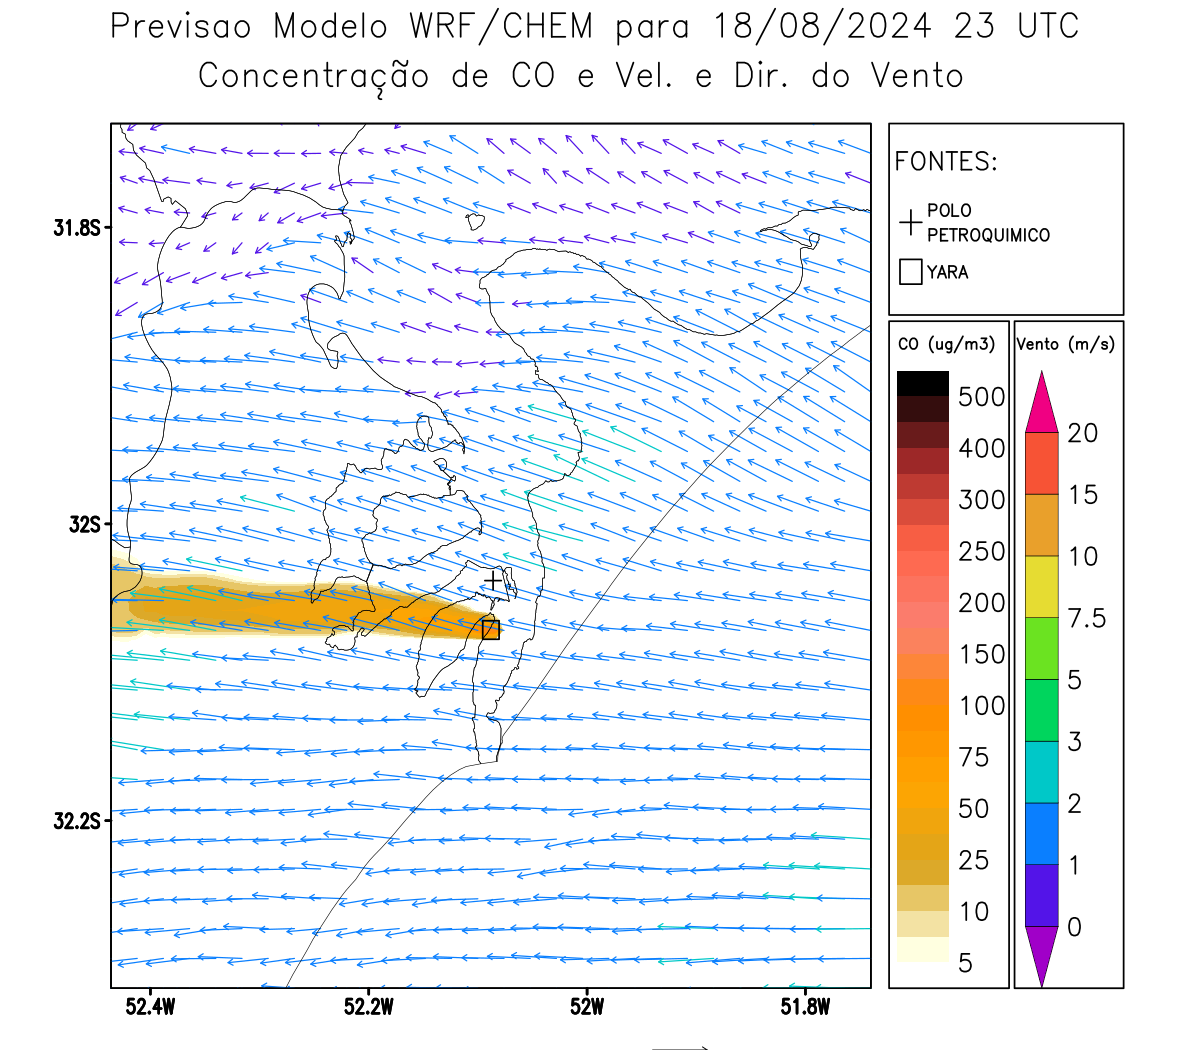 Previsao Modelo WRF/CHEM para 18/08/2024 23 UTC
Concentração de CO e Vel. e Dir. do Vento
FONTES:
POLO
PETROQUIMICO
YARA
CO (ug/m3)
500
400
300
250
200
150
100
75
50
25
10
5
Vento (m/s)
20
15
10
7.5
5
3
2
1
0
31.8S
32S
32.2S
52.4W
52.2W
52W
51.8W